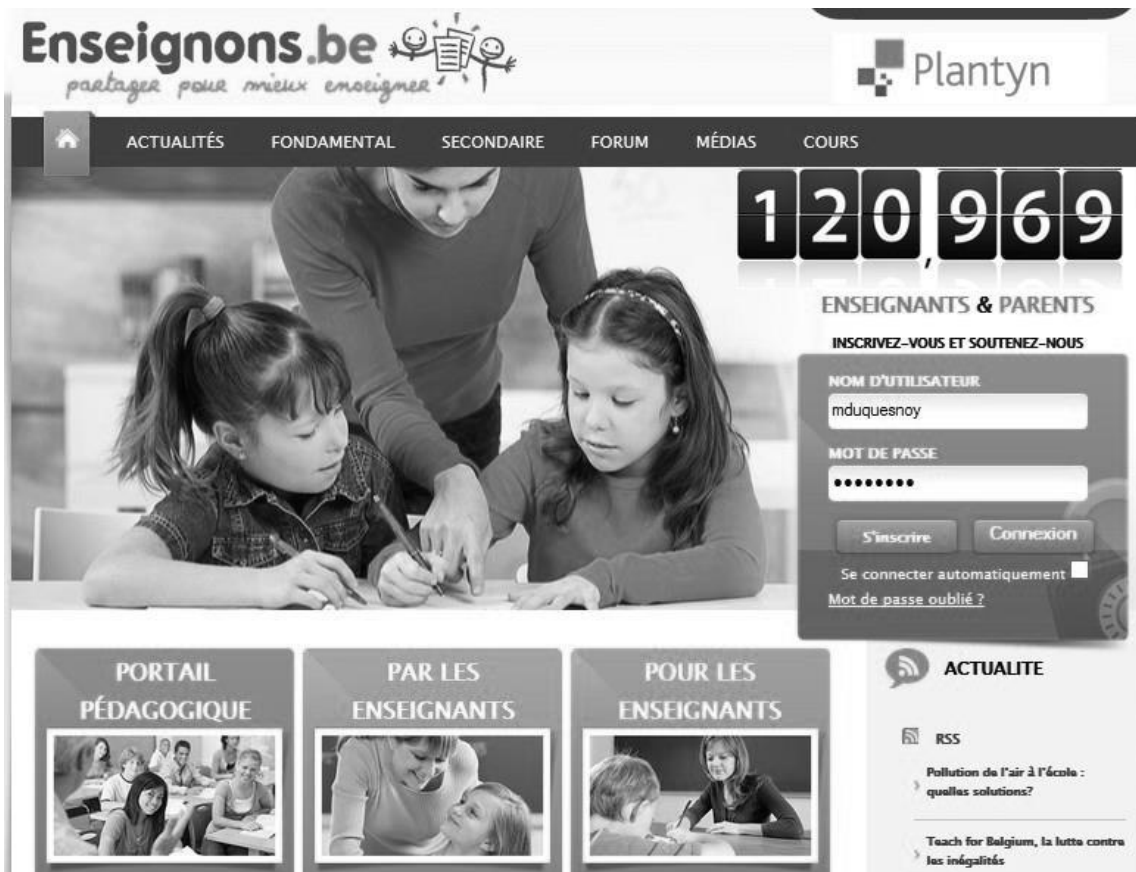 Enseignons.be
partager pour mieux enseigner
Plantyn
ACTUALITÉS FONDAMENTAL SECONDAIRE FORUM MÉDIAS COURS
120,969
ENSEIGNANTS & PARENTS
INSCRIVEZ-VOUS ET SOUTENEZ-NOUS
NOM D'UTILISATEUR
mduquesnoy
MOT DE PASSE
••••••••
S'inscrire Connexion
Se connecter automatiquement
Mot de passe oublié ?
PORTAIL
PÉDAGOGIQUE
PAR LES
ENSEIGNANTS
POUR LES
ENSEIGNANTS
ACTUALITE
RSS
Pollution de l'air à l'école :
quelles solutions?
Teach for Belgium, la lutte contre
les inégalités